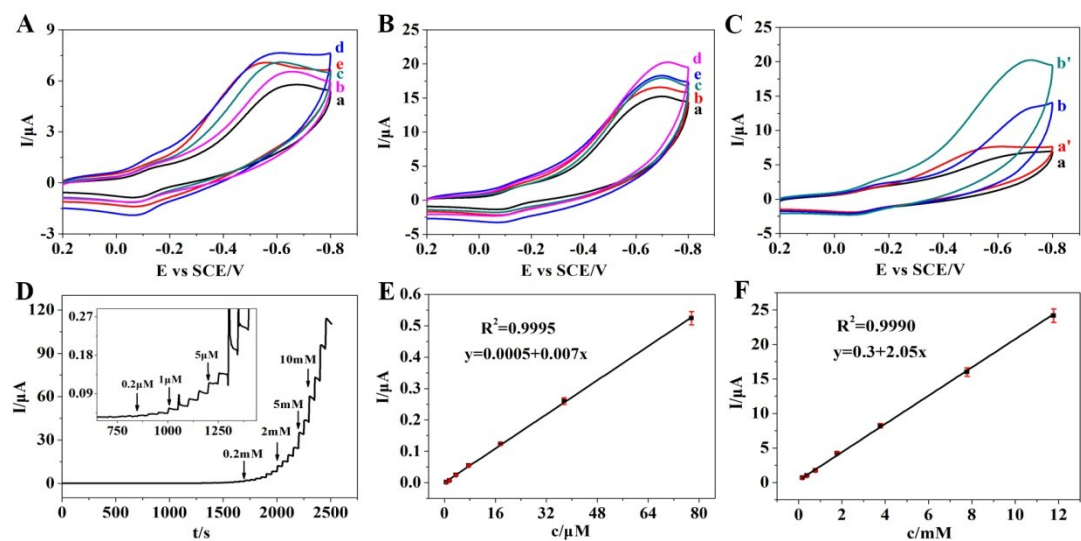 A
9
6
3
0
-3
I/µA
d
e
c
b
a
0.2 0.0 -0.2 -0.4 -0.6 -0.8
E vs SCE/V
B
25
20
15
10
5
0
-5
I/µA
d
e
c
b
a
0.2 0.0 -0.2 -0.4 -0.6 -0.8
E vs SCE/V
C
25
20
15
10
5
0
-5
I/µA
b'
b
a'
a
0.2 0.0 -0.2 -0.4 -0.6 -0.8
E vs SCE/V
D
120
90
60
30
0
I/µA
0.27
0.18
0.09
0.2µM
1µM
5µM
750 1000 1250
10mM
5mM
2mM
0.2mM
0 500 1000 1500 2000 2500
t/s
E
0.6
0.5
0.4
0.3
0.2
0.1
0.0
I/µA
R²=0.9995
y=0.0005+0.007x
0 16 32 48 64 80
c/µM
F
25
20
15
10
5
0
I/µA
R²=0.9990
y=0.3+2.05x
0 2 4 6 8 10 12
c/mM